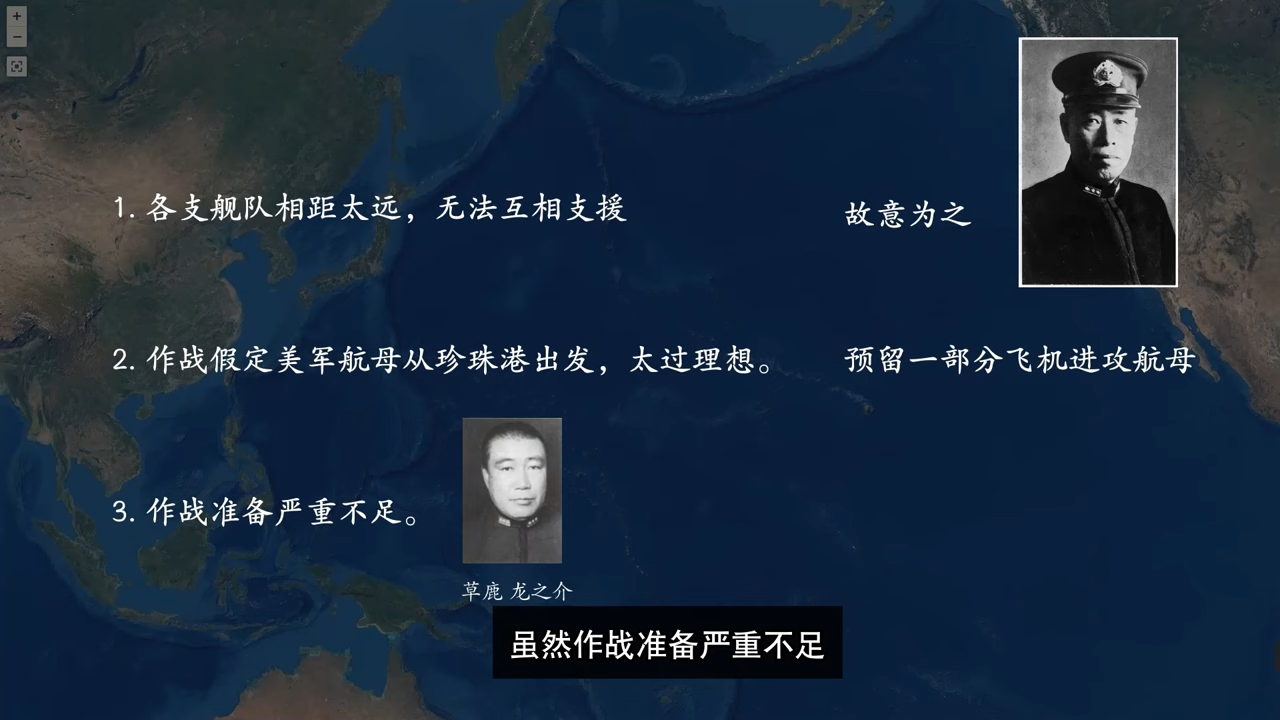 1. 各支舰队相距太远，无法互相支援
故意为之
2. 作战假定美军航母从珍珠港出发，太过理想。
预留一部分飞机进攻航母
3. 作战准备严重不足。
草鹿 龙之介
虽然作战准备严重不足